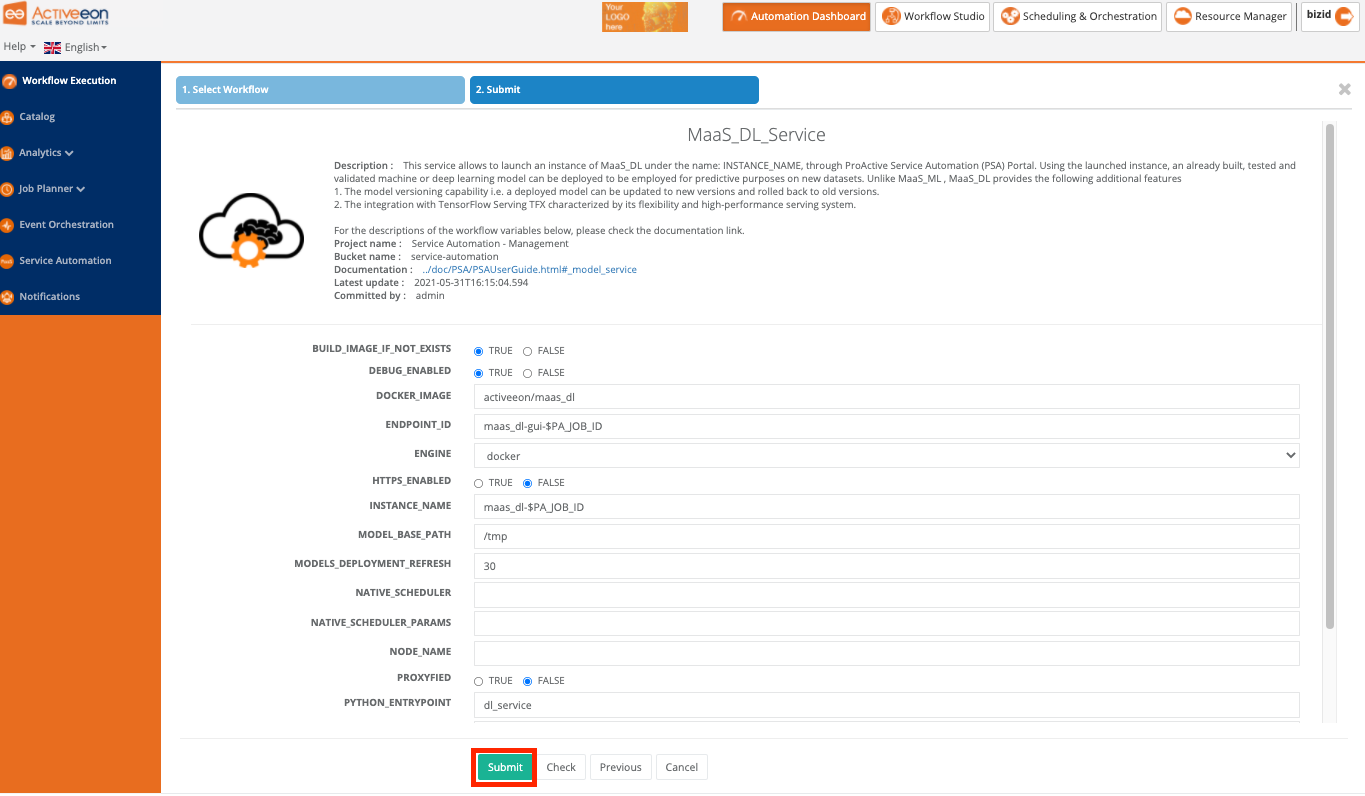 Activeeon
SCALE BEYOND LIMITS
Your
LOGO
here
Automation Dashboard
Workflow Studio
Scheduling & Orchestration
Resource Manager
bizid
Help
English
Workflow Execution
Catalog
Analytics
Job Planner
Event Orchestration
Service Automation
Notifications
1. Select Workflow
2. Submit
MaaS_DL_Service
Description : This service allows to launch an instance of MaaS_DL under the name: INSTANCE_NAME, through ProActive Service Automation (PSA) Portal. Using the launched instance, an already built, tested and
validated machine or deep learning model can be deployed to be employed for predictive purposes on new datasets. Unlike MaaS_ML , MaaS_DL provides the following additional features
1. The model versioning capability i.e. a deployed model can be updated to new versions and rolled back to old versions.
2. The integration with TensorFlow Serving TFX characterized by its flexibility and high-performance serving system.
For the descriptions of the workflow variables below, please check the documentation link.
Project name : Service Automation - Management
Bucket name : service-automation
Documentation : ../doc/PSA/PSAUserGuide.html#_model_service
Latest update : 2021-05-31T16:15:04.594
Committed by : admin
BUILD_IMAGE_IF_NOT_EXISTS TRUE FALSE
DEBUG_ENABLED TRUE FALSE
DOCKER_IMAGE activeeon/maas_dl
ENDPOINT_ID maas_dl-gui-$PA_JOB_ID
ENGINE docker
HTTPS_ENABLED TRUE FALSE
INSTANCE_NAME maas_dl-$PA_JOB_ID
MODEL_BASE_PATH /tmp
MODELS_DEPLOYMENT_REFRESH 30
NATIVE_SCHEDULER
NATIVE_SCHEDULER_PARAMS
NODE_NAME
PROXYFIED TRUE FALSE
PYTHON_ENTRYPOINT dl_service
Submit Check Previous Cancel